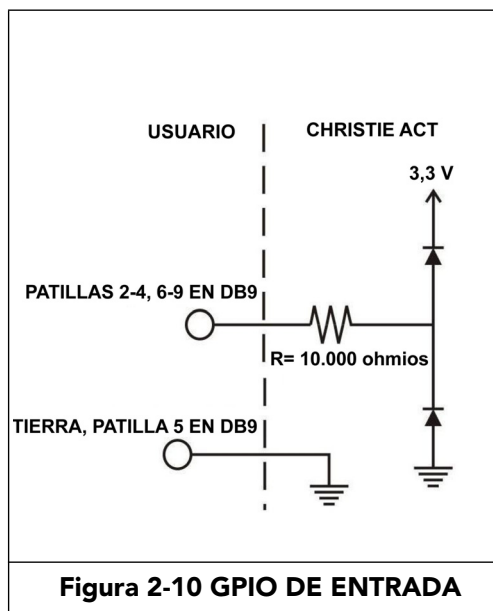 USUARIO CHRISTIE ACT
3,3 V
PATILLAS 2-4, 6-9 EN DB9
R= 10.000 ohmios
TIERRA, PATILLA 5 EN DB9
Figura 2-10 GPIO DE ENTRADA